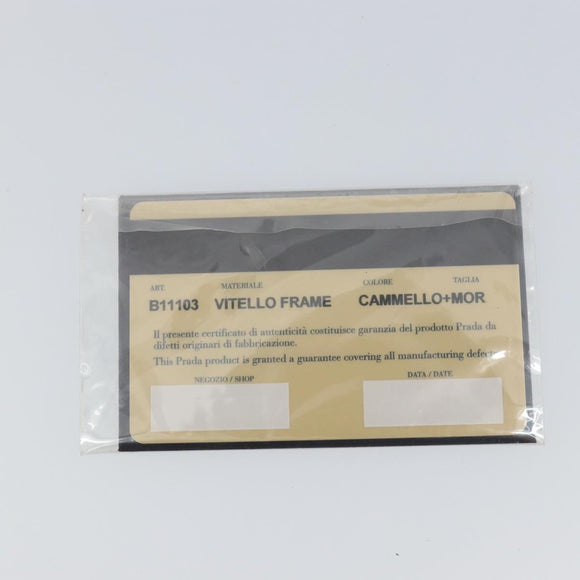 ART. MATERIALE COLORE TAGLIA
B11103 VITELLO FRAME CAMMELLO+MOR
Il presente certificato di autenticità costituisce garanzia del prodotto Prada da
difetti originari di fabbricazione.
This Prada product is granted a guarantee covering all manufacturing defects.
NEGOZIO / SHOP DATA / DATE